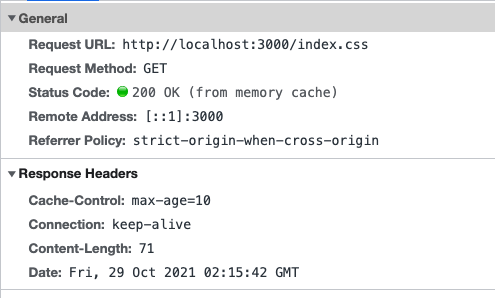 General
Request URL: http://localhost:3000/index.css
Request Method: GET
Status Code: 200 OK (from memory cache)
Remote Address: [::1]:3000
Referrer Policy: strict-origin-when-cross-origin
Response Headers
Cache-Control: max-age=10
Connection: keep-alive
Content-Length: 71
Date: Fri, 29 Oct 2021 02:15:42 GMT